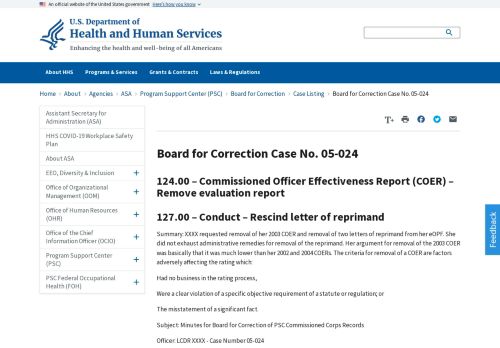 An official website of the United States government Here's how you know
U.S. Department of
Health and Human Services
Enhancing the health and well-being of all Americans
About HHS Programs & Services Grants & Contracts Laws & Regulations
Home > About > Agencies > ASA > Program Support Center (PSC) > Board for Correction > Case Listing > Board for Correction Case No. 05-024
Assistant Secretary for
Administration (ASA)
HHS COVID-19 Workplace Safety
Plan
About ASA
EEO, Diversity & Inclusion +
Office of Organizational
Management (OOM) +
Office of Human Resources
(OHR) +
Office of the Chief
Information Officer (OCIO) +
Program Support Center
(PSC) +
PSC Federal Occupational
Health (FOH) +
T+
Board for Correction Case No. 05-024
124.00 – Commissioned Officer Effectiveness Report (COER) –
Remove evaluation report
127.00 – Conduct – Rescind letter of reprimand
Summary: XXXX requested removal of her 2003 COER and removal of two letters of reprimand from her eOPF. She
did not exhaust administrative remedies for removal of the reprimand. Her argument for removal of the 2003 COER
was basically that it was much lower than her 2002 and 2004 COERs. The criteria for removal of a COER are factors
adversely affecting the rating which:
Had no business in the rating process,
Were a clear violation of a specific objective requirement of a statute or regulation; or
The misstatement of a significant fact.
Subject: Minutes for Board for Correction of PSC Commissioned Corps Records
Officer: LCDR XXXX - Case Number 05-024
Feedback